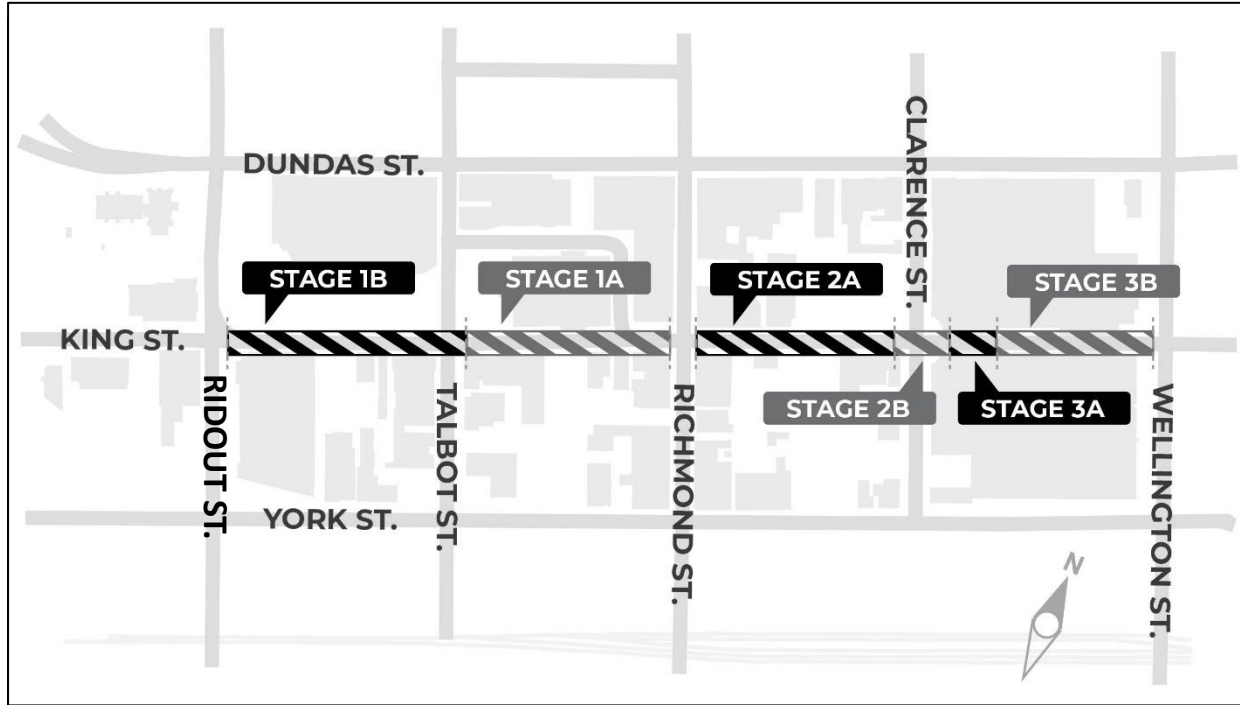 CLARENCE ST.
DUNDAS ST.
STAGE 1B
STAGE 1A
STAGE 2A
STAGE 3B
KING ST.
RIDOUT ST.
TALBOT ST.
RICHMOND ST.
STAGE 2B
STAGE 3A
WELLINGTON ST.
YORK ST.
N